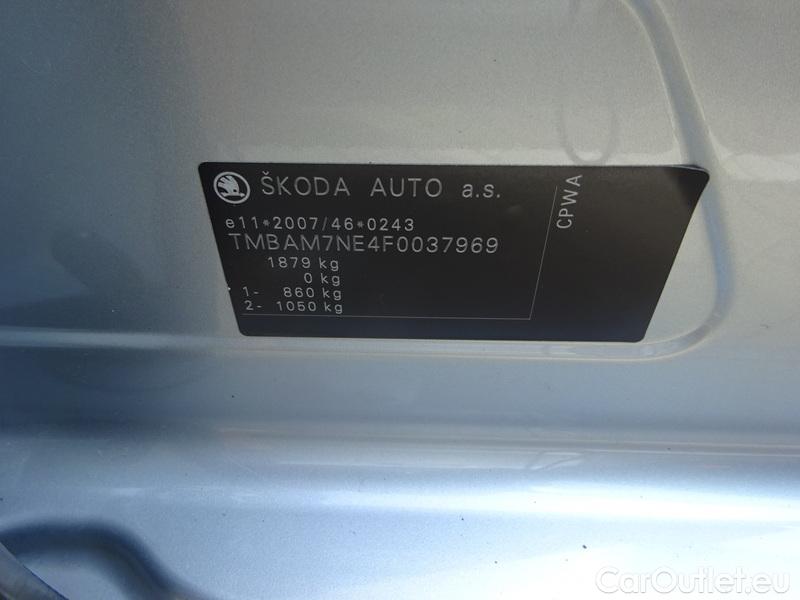 ŠKODA AUTO a.s.
e11*2007/46*0243
TMBAM7NE4F0037969
1879 kg
0 kg
1- 860 kg
2- 1050 kg
CPWA
CarOutlet.eu